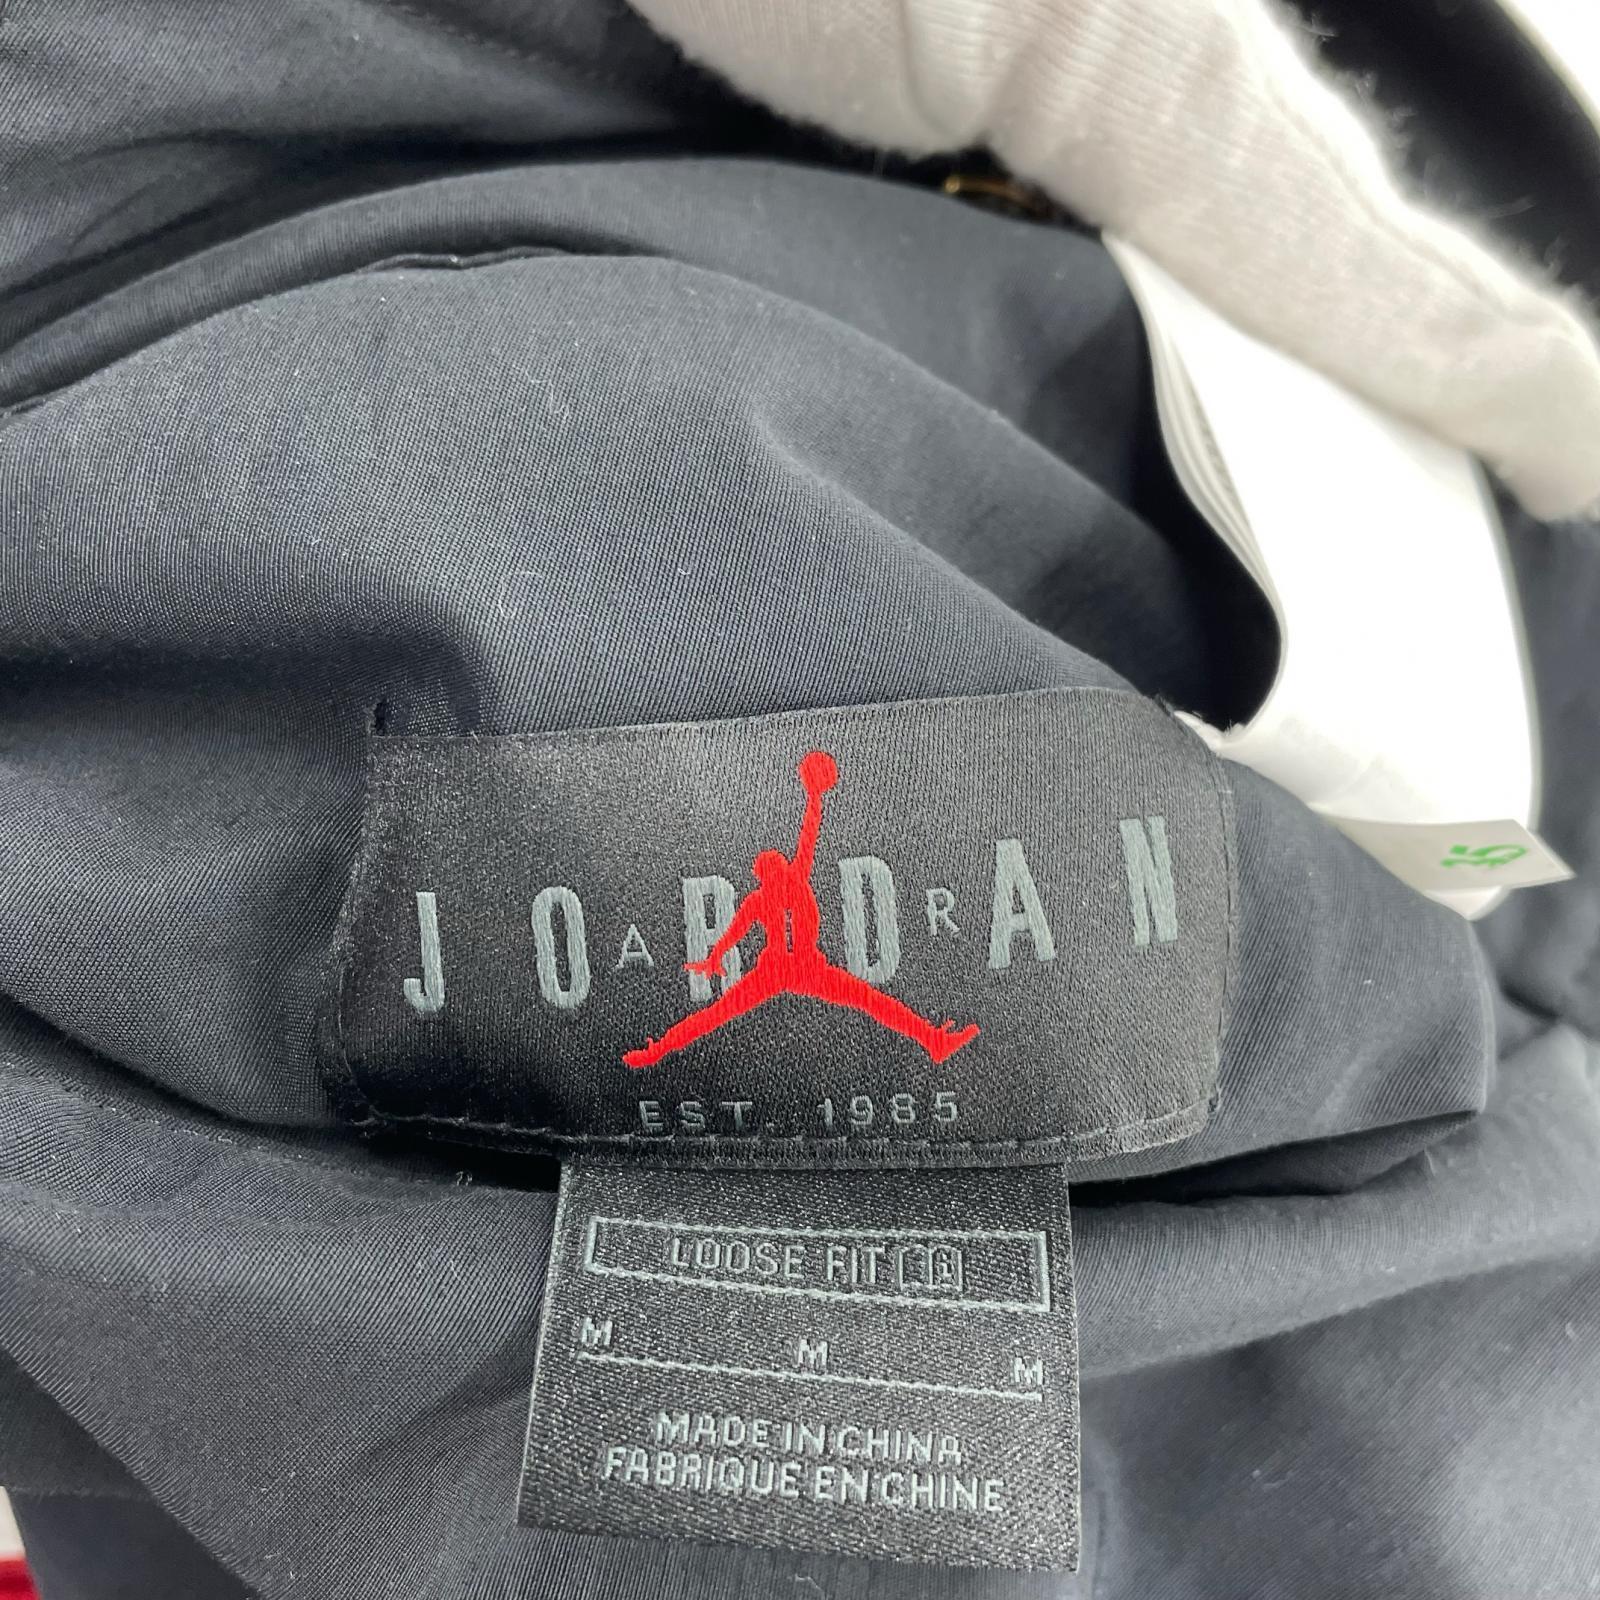 JORDAN
AIR
EST. 1985
LOOSE FIT
M M M
MADE IN CHINA
FABRIQUE EN CHINE